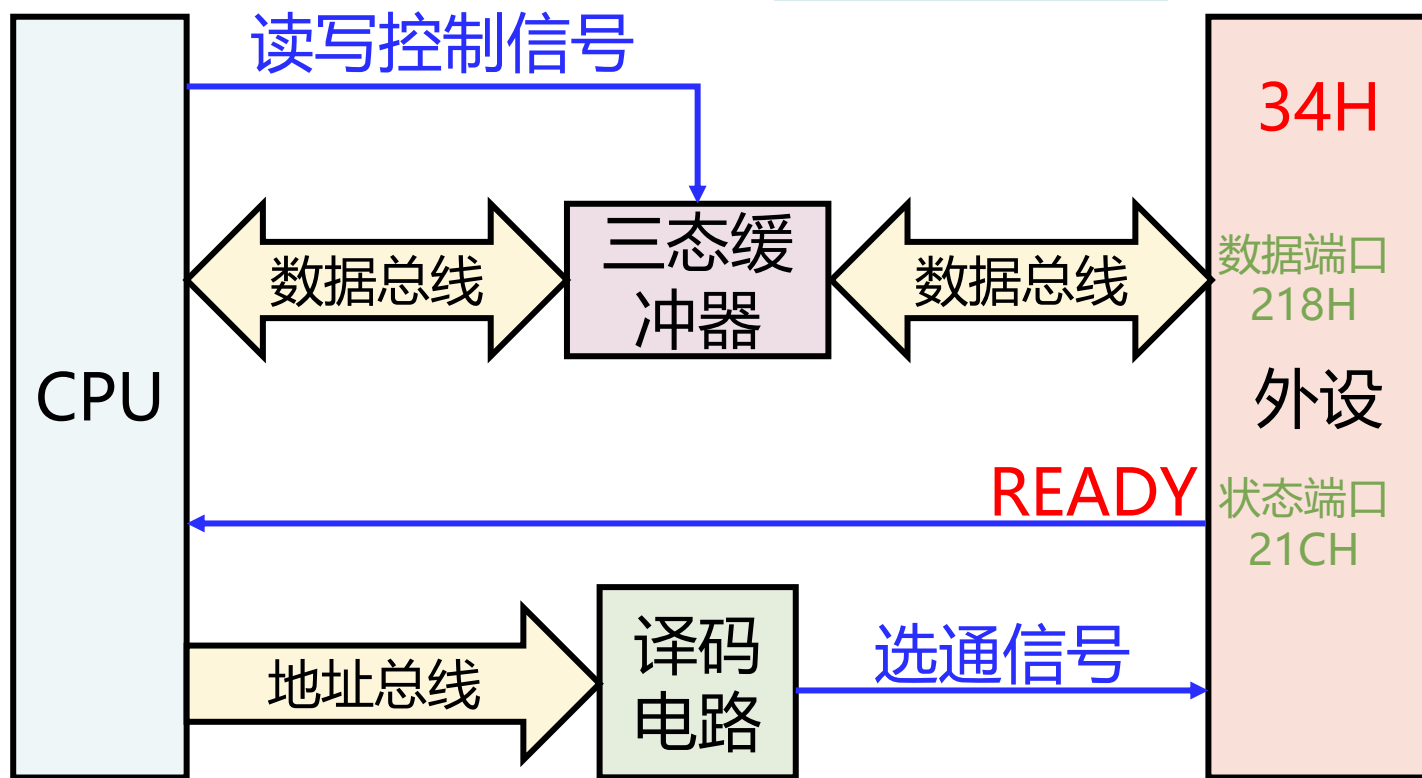 读写控制信号
34H
三态缓
冲器
数据总线
数据总线
数据端口
218H
CPU
外设
READY
状态端口
21CH
译码
电路
地址总线
选通信号